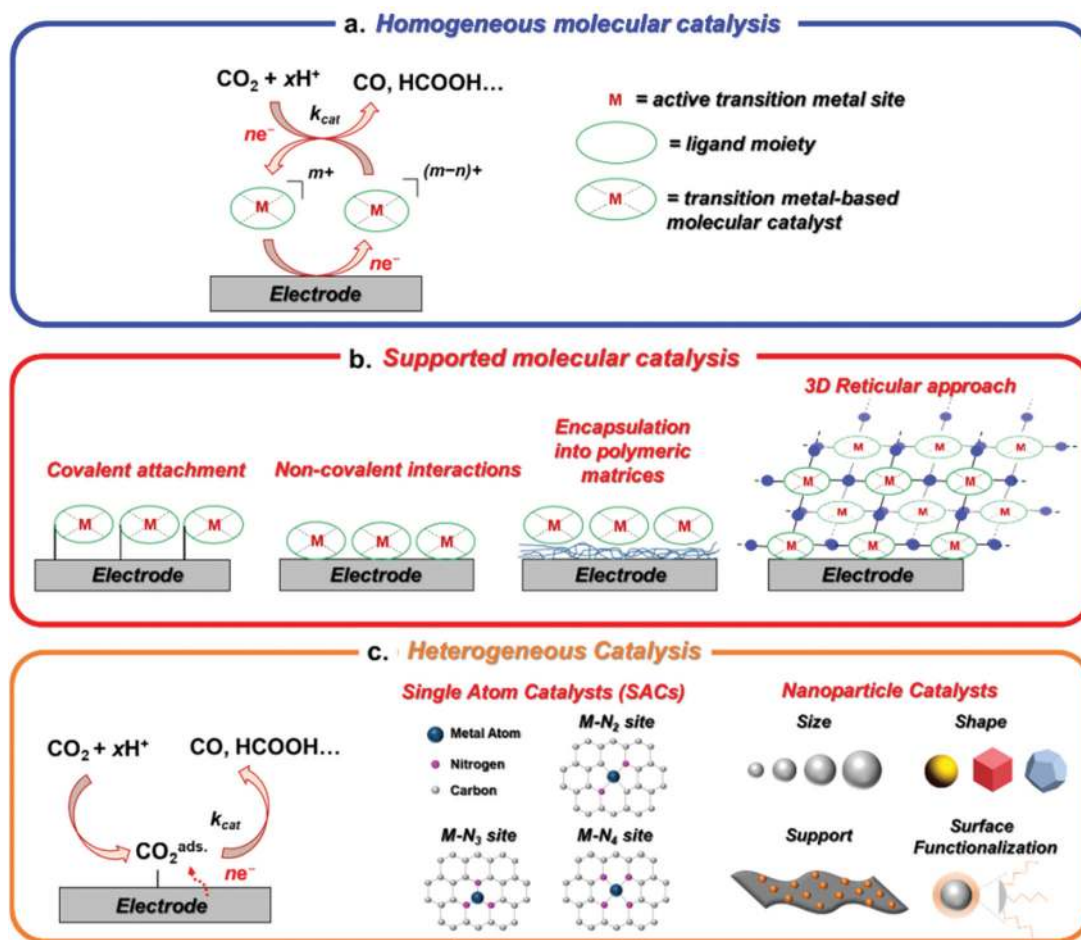 a. Homogeneous molecular catalysis
CO₂ + xH⁺
CO, HCOOH…
k_cat
ne⁻
m+
(m−n)+
M
M
ne⁻
Electrode
M = active transition metal site
= ligand moiety
M
= transition metal-based
molecular catalyst
b. Supported molecular catalysis
Covalent attachment
M
M
M
Electrode
Non-covalent interactions
M
M
M
Electrode
Encapsulation
into polymeric
matrices
M
M
M
Electrode
3D Reticular approach
M
M
M
M
M
M
M
M
M
M
M
M
Electrode
c. Heterogeneous Catalysis
CO₂ + xH⁺
CO, HCOOH…
k_cat
CO₂ᵃᵈˢ·
ne⁻
Electrode
Single Atom Catalysts (SACs)
Metal Atom
Nitrogen
Carbon
M-N₂ site
M-N₃ site
M-N₄ site
Nanoparticle Catalysts
Size
Shape
Support
Surface
Functionalization